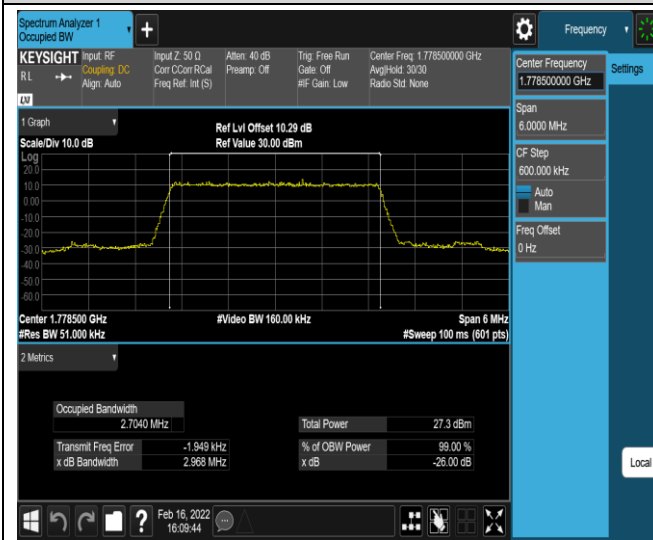 Spectrum Analyzer 1
Occupied BW
Frequency
KEYSIGHT
R L
Input: RF
Coupling: DC
Align: Auto
Input Z: 50 Ω
Corr CCorr RCal
Freq Ref: Int (S)
Atten: 40 dB
Preamp: Off
Trig: Free Run
Gate: Off
#IF Gain: Low
Center Freq: 1.778500000 GHz
Avg|Hold: 30/30
Radio Std: None
LXI
1 Graph
Scale/Div 10.0 dB
Ref Lvl Offset 10.29 dB
Ref Value 30.00 dBm
Log
20.0
10.0
0.00
-10.0
-20.0
-30.0
-40.0
-50.0
-60.0
Center 1.778500 GHz
#Video BW 160.00 kHz
Span 6 MHz
#Res BW 51.000 kHz
#Sweep 100 ms (601 pts)
2 Metrics
Occupied Bandwidth
2.7040 MHz
Total Power
27.3 dBm
Transmit Freq Error
-1.949 kHz
% of OBW Power
99.00 %
x dB Bandwidth
2.968 MHz
x dB
-26.00 dB
Center Frequency
1.778500000 GHz
Settings
Span
6.0000 MHz
CF Step
600.000 kHz
Auto
Man
Freq Offset
0 Hz
Local
?
Feb 16, 2022
16:09:44